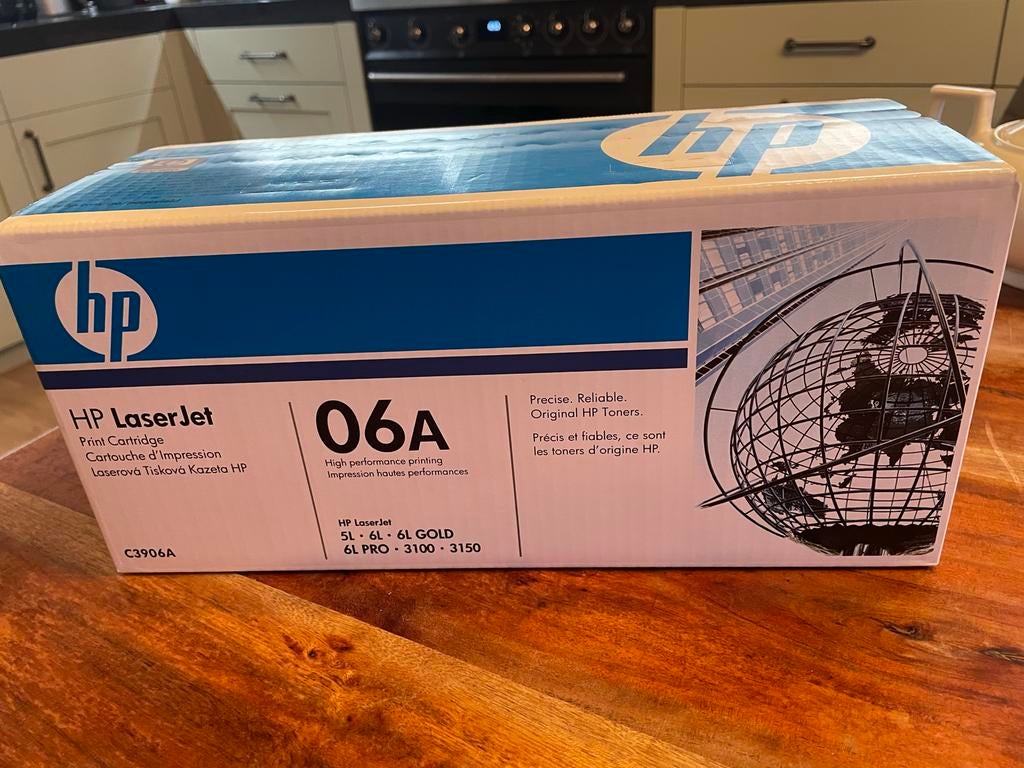 hp
hp
HP LaserJet
Print Cartridge
Cartouche d'Impression
Laserová Tisková Kazeta HP
C3906A
06A
High performance printing
Impression hautes performances
HP LaserJet
5L · 6L · 6L GOLD
6L PRO · 3100 · 3150
Precise. Reliable.
Original HP Toners.
Précis et fiables, ce sont
les toners d'origine HP.